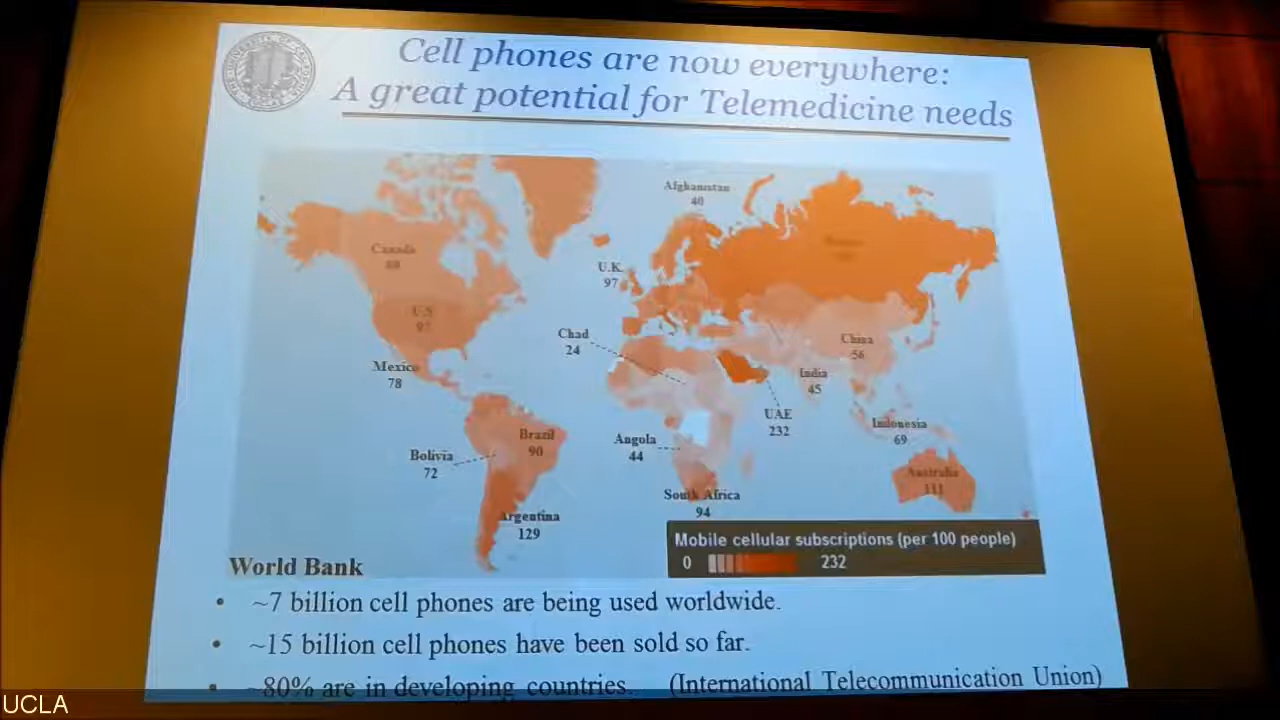 Cell phones are now everywhere:
A great potential for Telemedicine needs
Afghanistan
40
Canada
U.K.
97
U.S
97
Chad
24
China
56
Mexico
78
India
45
UAE
232
Brazil
90
Indonesia
69
Angola
44
Bolivia
72
Australia
111
South Africa
94
Argentina
129
Mobile cellular subscriptions (per 100 people)
0 232
World Bank
• ~7 billion cell phones are being used worldwide.
• ~15 billion cell phones have been sold so far.
• ~80% are in developing countries. (International Telecommunication Union)
UCLA